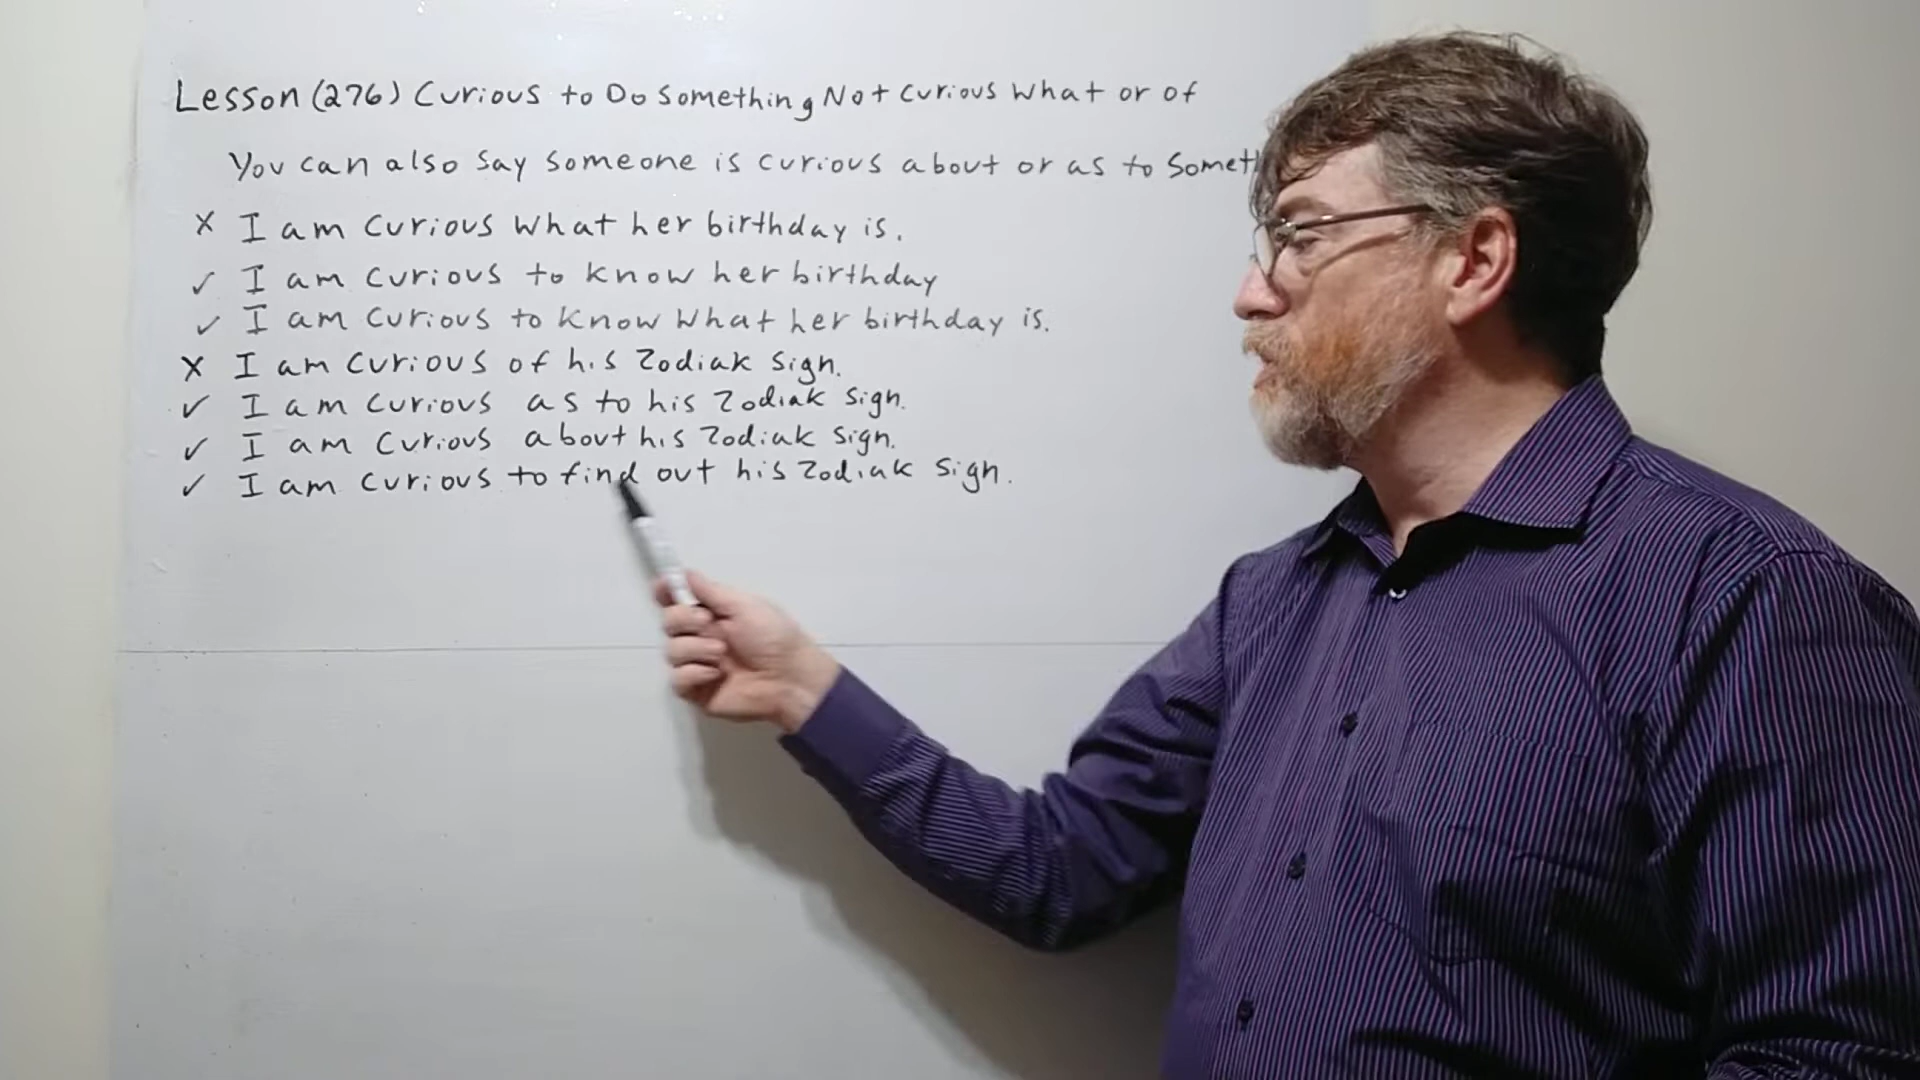 Lesson (276) Curious to Do Something Not Curious What or of
You can also say someone is curious about or as to
X I am Curious What her birthday is.
✓ I am Curious to know her birthday
✓ I am Curious to know What her birthday is.
X I am Curious of his Zodiak Sign.
✓ I am Curious as to his Zodiak Sign.
✓ I am Curious about his Zodiak Sign.
✓ I am Curious to find out his Zodiak Sign.